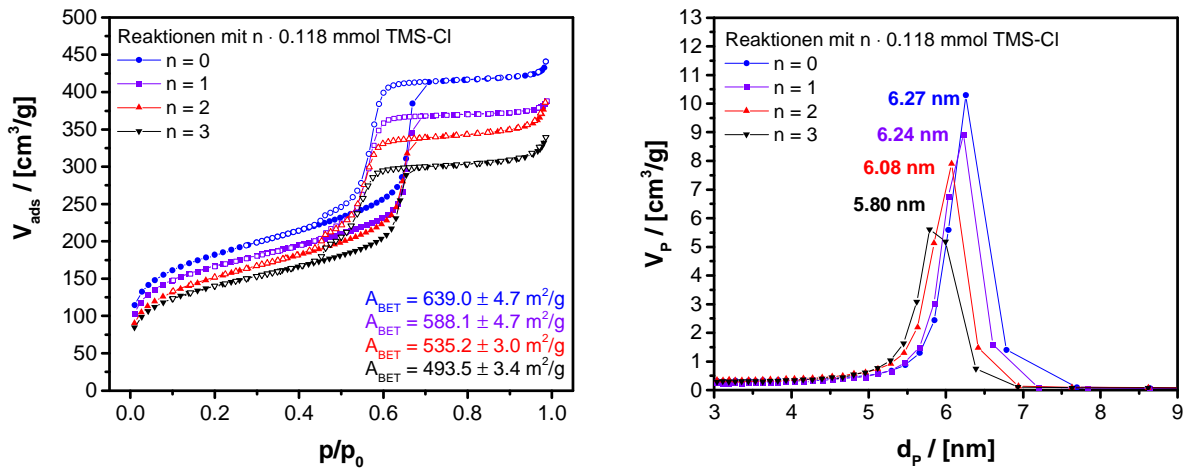 Reaktionen mit n · 0.118 mmol TMS-Cl
n = 0
n = 1
n = 2
n = 3
A_BET = 639.0 ± 4.7 m²/g
A_BET = 588.1 ± 4.7 m²/g
A_BET = 535.2 ± 3.0 m²/g
A_BET = 493.5 ± 3.4 m²/g
V_ads / [cm³/g]
500
450
400
350
300
250
200
150
100
50
0
0.0 0.2 0.4 0.6 0.8 1.0
p/p₀
Reaktionen mit n · 0.118 mmol TMS-Cl
n = 0
n = 1
n = 2
n = 3
6.27 nm
6.24 nm
6.08 nm
5.80 nm
V_P / [cm³/g]
13
12
11
10
9
8
7
6
5
4
3
2
1
0
3 4 5 6 7 8 9
d_P / [nm]